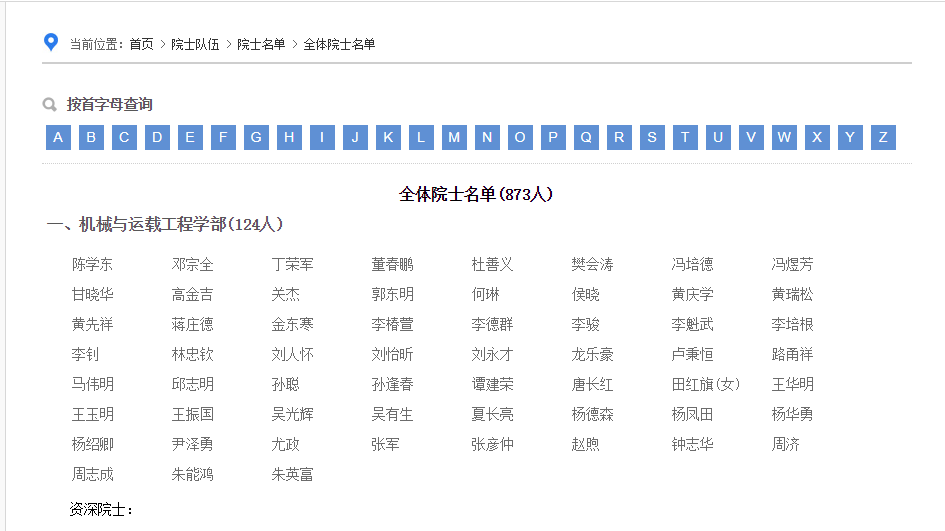 当前位置：首页 > 院士队伍 > 院士名单 > 全体院士名单
按首字母查询
A B C D E F G H I J K L M N O P Q R S T U V W X Y Z
全体院士名单(873人)
一、机械与运载工程学部(124人)
陈学东 邓宗全 丁荣军 董春鹏 杜善义 樊会涛 冯培德 冯煜芳
甘晓华 高金吉 关杰 郭东明 何琳 侯晓 黄庆学 黄瑞松
黄先祥 蒋庄德 金东寒 李椿萱 李德群 李骏 李魁武 李培根
李钊 林忠钦 刘人怀 刘怡昕 刘永才 龙乐豪 卢秉恒 路甬祥
马伟明 邱志明 孙聪 孙逢春 谭建荣 唐长红 田红旗(女) 王华明
王玉明 王振国 吴光辉 吴有生 夏长亮 杨德森 杨凤田 杨华勇
杨绍卿 尹泽勇 尤政 张军 张彦仲 赵煦 钟志华 周济
周志成 朱能鸿 朱英富
资深院士：